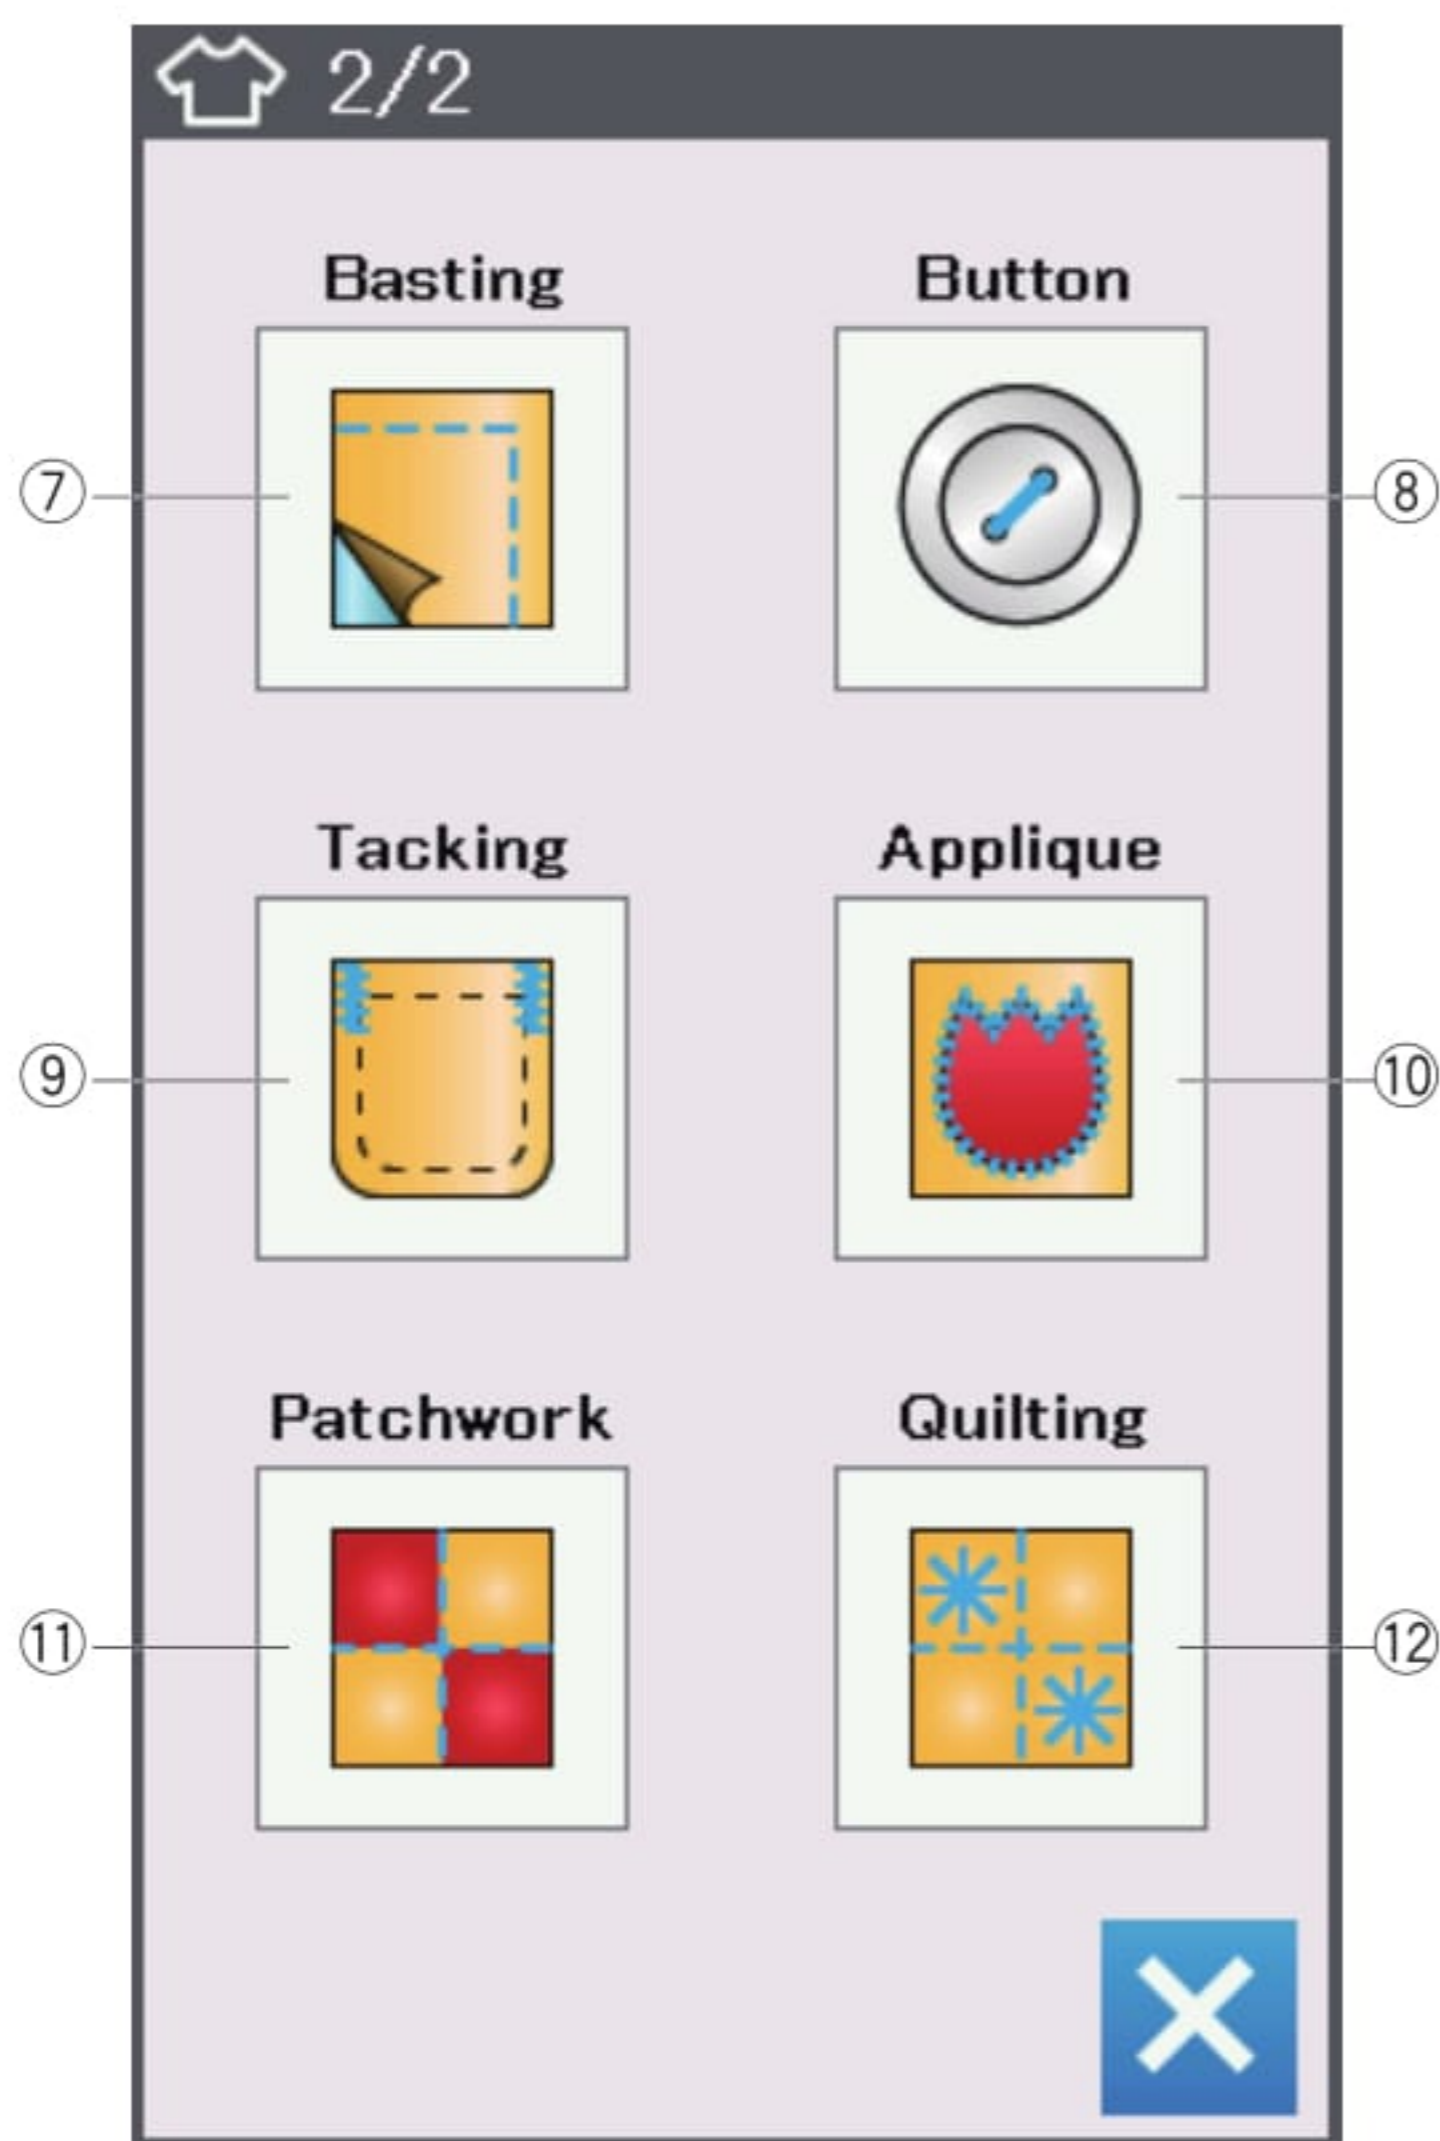 2/2
Basting
Button
⑦
⑧
Tacking
Applique
⑨
⑩
Patchwork
Quilting
⑪
⑫